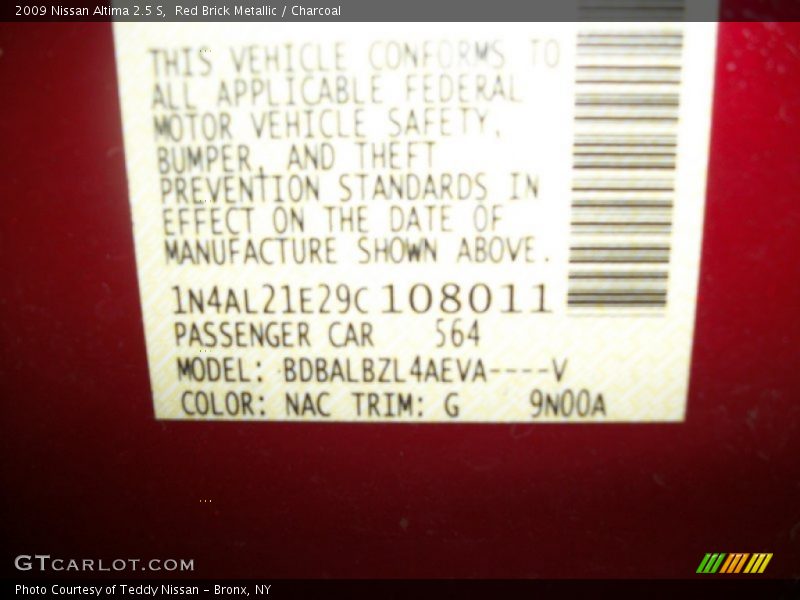 2009 Nissan Altima 2.5 S,  Red Brick Metallic / Charcoal
THIS VEHICLE CONFORMS TO
ALL APPLICABLE FEDERAL
MOTOR VEHICLE SAFETY,
BUMPER, AND THEFT
PREVENTION STANDARDS IN
EFFECT ON THE DATE OF
MANUFACTURE SHOWN ABOVE.
1N4AL21E29C108011
PASSENGER CAR 564
MODEL: BDBALBZL4AEVA----V
COLOR: NAC TRIM: G 9N00A
GTCARLOT.COM
Photo Courtesy of Teddy Nissan - Bronx, NY